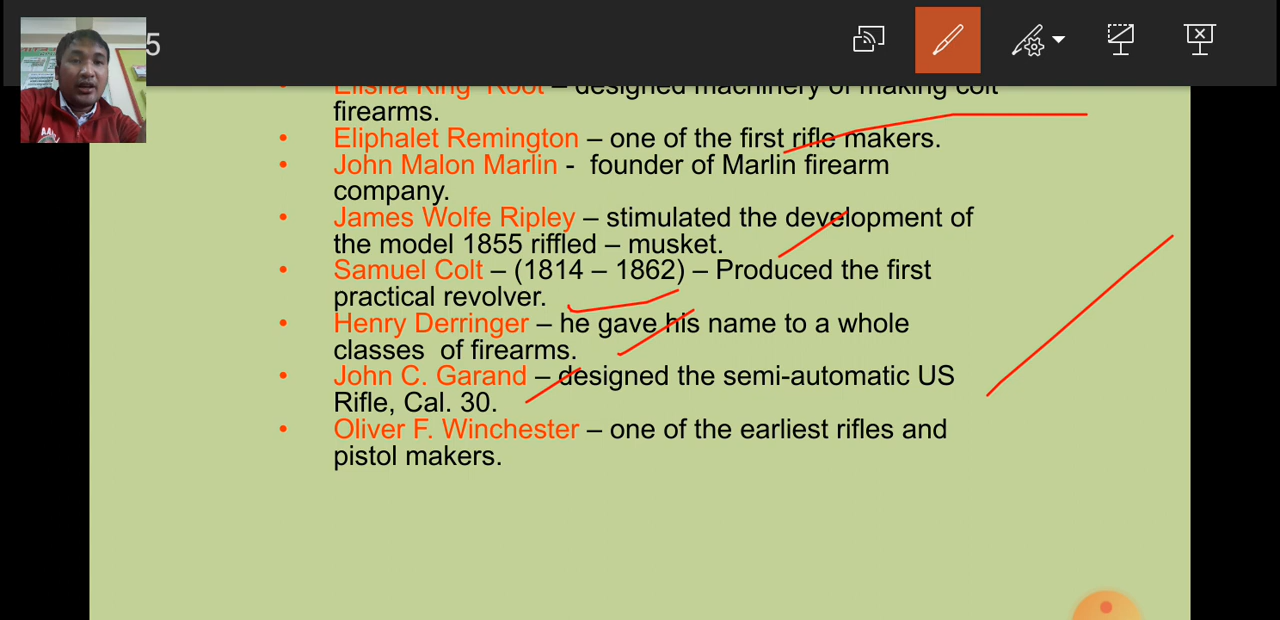 5
Elisha King Root – designed machinery of making colt
firearms.
• Eliphalet Remington – one of the first rifle makers.
• John Malon Marlin - founder of Marlin firearm
company.
• James Wolfe Ripley – stimulated the development of
the model 1855 riffled – musket.
• Samuel Colt – (1814 – 1862) – Produced the first
practical revolver.
• Henry Derringer – he gave his name to a whole
classes of firearms.
• John C. Garand – designed the semi-automatic US
Rifle, Cal. 30.
• Oliver F. Winchester – one of the earliest rifles and
pistol makers.